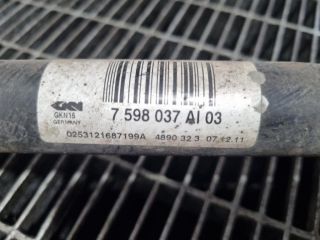 GKN
7 598 037 AI 03
GKN15
GERMANY
0253121687199A 4890 32 3 07.12.11